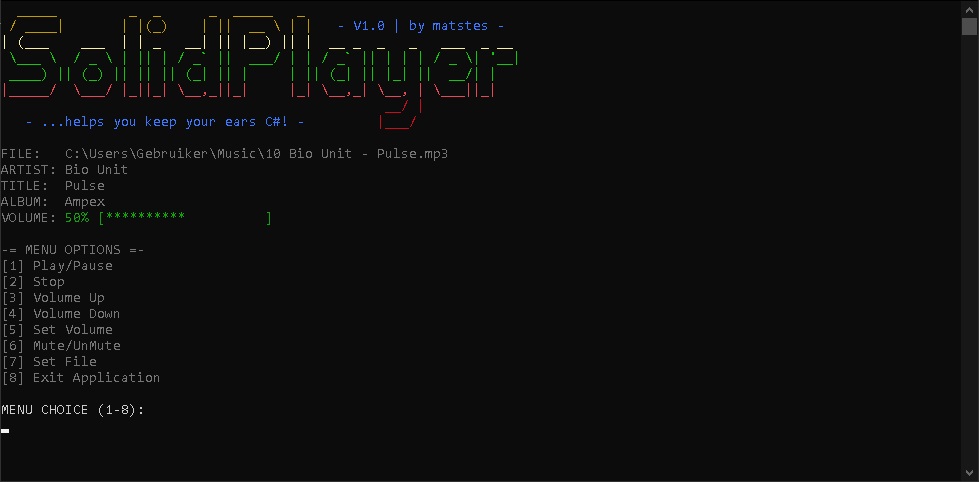 SolidPlayer
- V1.0 | by matstes -
- ...helps you keep your ears C#! -
FILE:   C:\Users\Gebruiker\Music\10 Bio Unit - Pulse.mp3
ARTIST: Bio Unit
TITLE:  Pulse
ALBUM:  Ampex
VOLUME: 50% [**********          ]
-= MENU OPTIONS =-
[1] Play/Pause
[2] Stop
[3] Volume Up
[4] Volume Down
[5] Set Volume
[6] Mute/UnMute
[7] Set File
[8] Exit Application
MENU CHOICE (1-8):